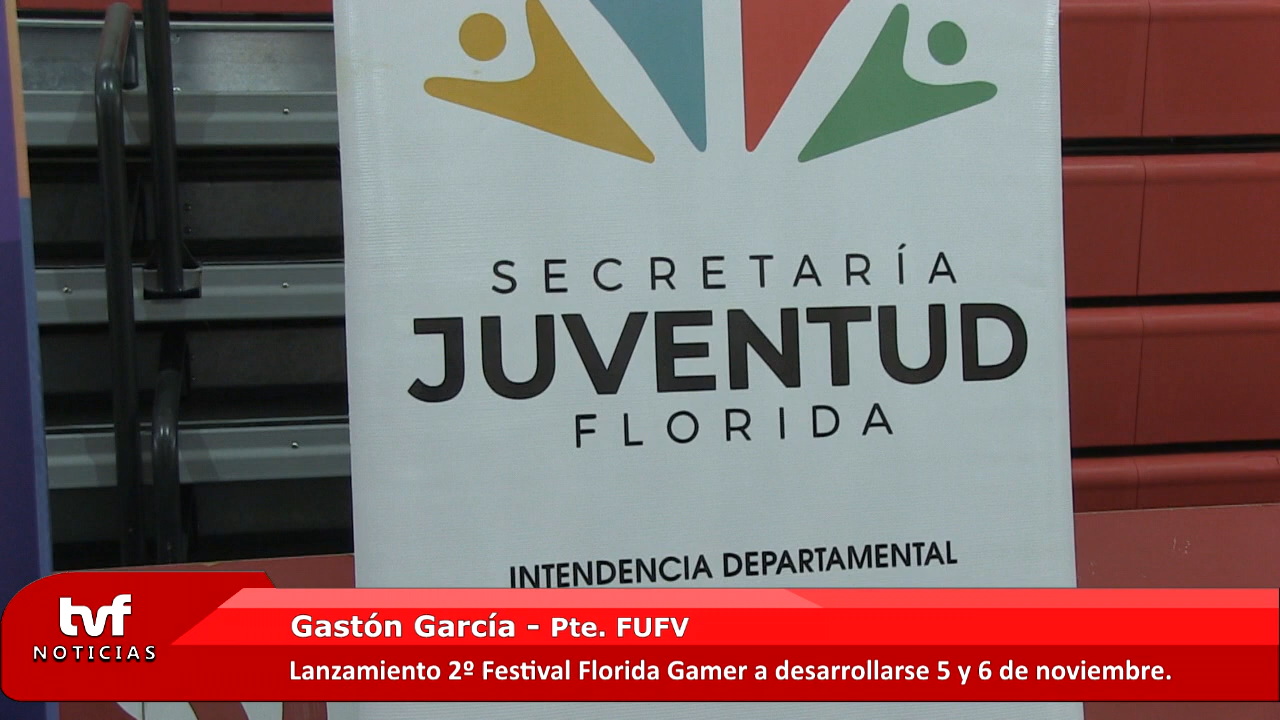 SECRETARÍA
JUVENTUD
FLORIDA
INTENDENCIA DEPARTAMENTAL
tvf
NOTICIAS
Gastón García - Pte. FUFV
Lanzamiento 2º Festival Florida Gamer a desarrollarse 5 y 6 de noviembre.